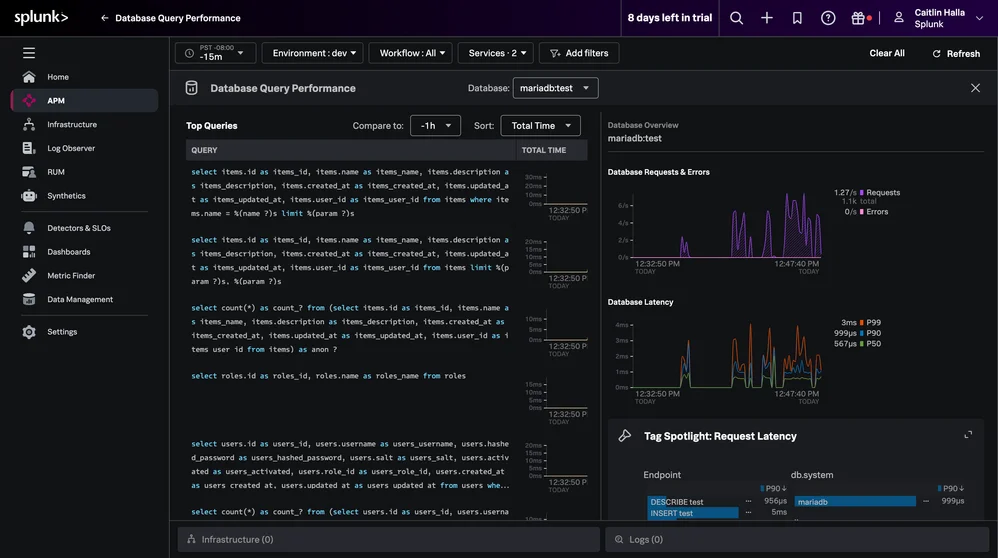 splunk>
← Database Query Performance
8 days left in trial
Caitlin Halla
Splunk
Home
APM
Infrastructure
Log Observer
RUM
Synthetics
Detectors & SLOs
Dashboards
Metric Finder
Data Management
Settings
PST -08:00
-15m
Environment : dev
Workflow : All
Services · 2
Add filters
Clear All
Refresh
Database Query Performance
Database:
mariadb:test
Top Queries
Compare to:
-1h
Sort:
Total Time
QUERY
TOTAL TIME
select items.id as items_id, items.name as items_name, items.description a
s items_description, items.created_at as items_created_at, items.updated_a
t as items_updated_at, items.user_id as items_user_id from items where ite
ms.name = %(name ?)s limit %(param ?)s
30ms
20ms
10ms
0ms
12:32:50 P
TODAY
select items.id as items_id, items.name as items_name, items.description a
s items_description, items.created_at as items_created_at, items.updated_a
t as items_updated_at, items.user_id as items_user_id from items limit %(p
aram ?)s, %(param ?)s
20ms
15ms
10ms
5ms
0ms
12:32:50 P
TODAY
select count(*) as count_? from (select items.id as items_id, items.name a
s items_name, items.description as items_description, items.created_at as
items_created_at, items.updated_at as items_updated_at, items.user_id as i
tems user id from items) as anon ?
10ms
5ms
0ms
12:32:50 P
TODAY
select roles.id as roles_id, roles.name as roles_name from roles
15ms
10ms
5ms
0ms
12:32:50 P
TODAY
select users.id as users_id, users.username as users_username, users.hashe
d_password as users_hashed_password, users.salt as users_salt, users.activ
ated as users_activated, users.role_id as users_role_id, users.created_at
as users created at, users.updated at as users updated at from users whe...
20ms
15ms
10ms
5ms
0ms
12:32:50 P
TODAY
select count(*) as count_? from (select users.id as users_id, users.userna
10ms
Database Overview
mariadb:test
Database Requests & Errors
6/s
4/s
2/s
0/s
12:32:50 PM
TODAY
12:47:40 PM
TODAY
1.27/s Requests
1.1k total
0/s Errors
Database Latency
4ms
3ms
2ms
1ms
0ms
12:32:50 PM
TODAY
12:47:40 PM
TODAY
3ms P99
999µs P90
567µs P50
Tag Spotlight: Request Latency
Endpoint
P90↓
DESCRIBE test ... 956µs
INSERT test ... 5ms
db.system
P90↓
mariadb ... 999µs
Infrastructure (0)
Logs (0)